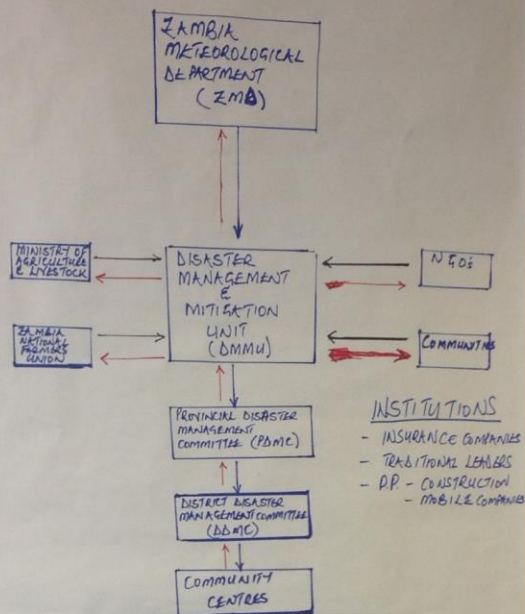 ZAMBIA
METEOROLOGICAL
DEPARTMENT
(ZMD)
MINISTRY OF
AGRICULTURE
& LIVESTOCK
DISASTER
MANAGEMENT
&
MITIGATION
UNIT
(DMMU)
NGO's
ZAMBIA
NATIONAL
FARMERS
UNION
COMMUNITIES
PROVINCIAL DISASTER
MANAGEMENT
COMMITTEE (PDMC)
INSTITUTIONS
- INSURANCE COMPANIES
- TRADITIONAL LEADERS
- P.P. - CONSTRUCTION
- MOBILE COMPANIES
DISTRICT DISASTER
MANAGEMENT COMMITTEE
(DDMC)
COMMUNITY
CENTRES